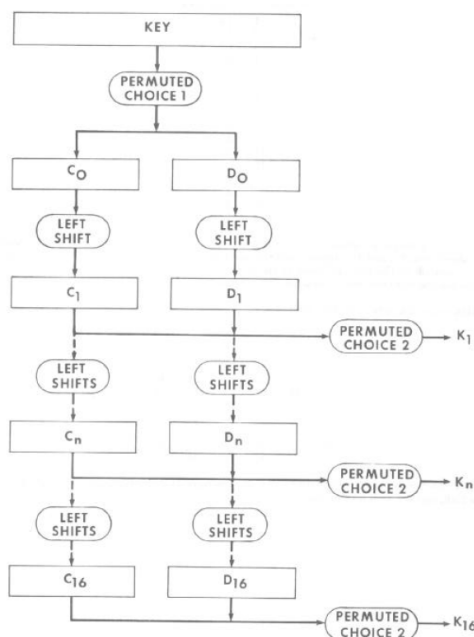 KEY
PERMUTED
CHOICE 1
C0 D0
LEFT
SHIFT
LEFT
SHIFT
C1 D1
PERMUTED
CHOICE 2
K1
LEFT
SHIFTS
LEFT
SHIFTS
Cn Dn
PERMUTED
CHOICE 2
Kn
LEFT
SHIFTS
LEFT
SHIFTS
C16 D16
PERMUTED
CHOICE 2
K16